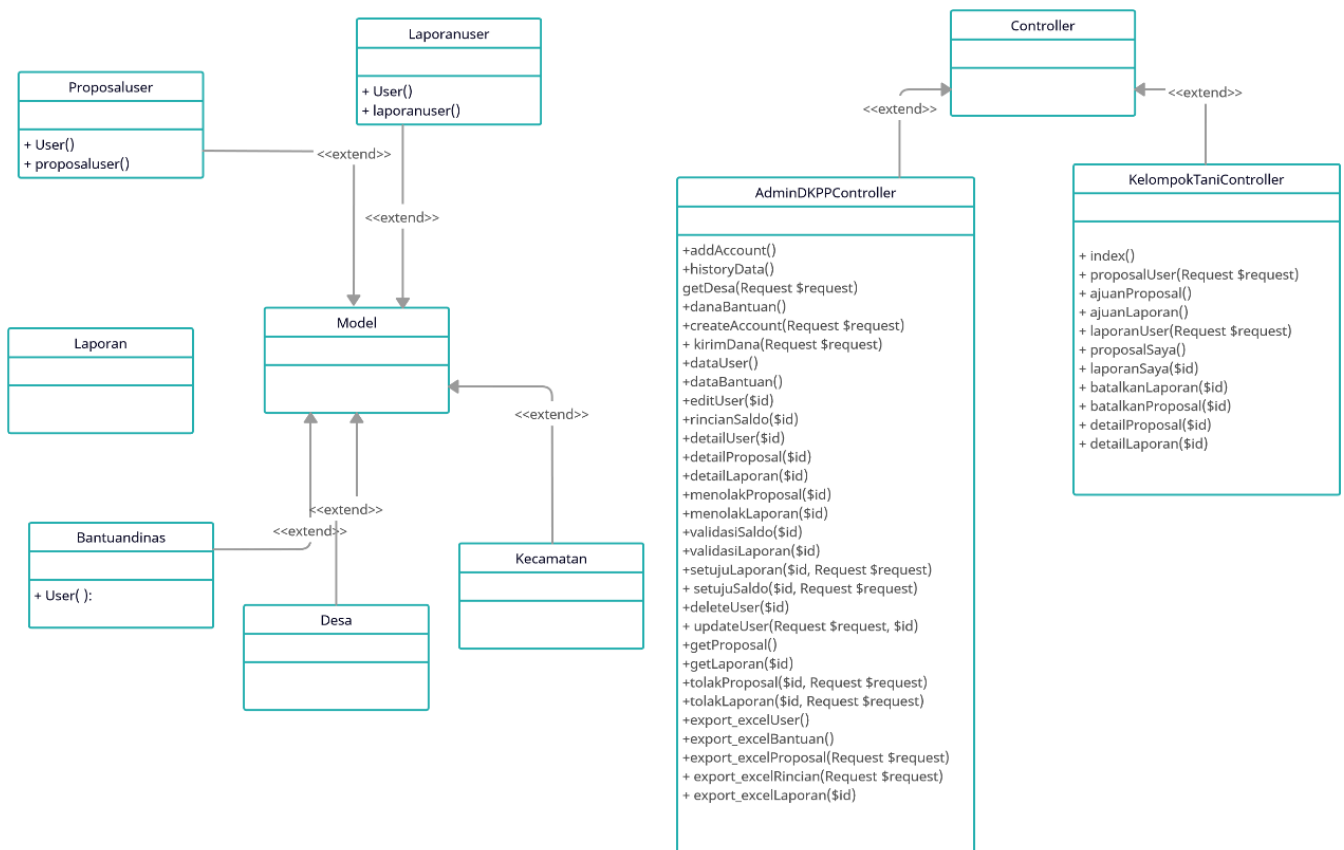 Laporanuser
+ User()
+ laporanuser()
Proposaluser
+ User()
+ proposaluser()
<<extend>>
<<extend>>
Model
Laporan
<<extend>>
<<extend>>
<<extend>>
Bantuandinas
+ User( ):
Desa
Kecamatan
Controller
<<extend>>
<<extend>>
AdminDKPPController
+addAccount()
+historyData()
getDesa(Request $request)
+danaBantuan()
+createAccount(Request $request)
+ kirimDana(Request $request)
+dataUser()
+dataBantuan()
+editUser($id)
+rincianSaldo($id)
+detailUser($id)
+detailProposal($id)
+detailLaporan($id)
+menolakProposal($id)
+menolakLaporan($id)
+validasiSaldo($id)
+validasiLaporan($id)
+setujuLaporan($id, Request $request)
+ setujuSaldo($id, Request $request)
+deleteUser($id)
+ updateUser(Request $request, $id)
+getProposal()
+getLaporan($id)
+tolakProposal($id, Request $request)
+tolakLaporan($id, Request $request)
+export_excelUser()
+export_excelBantuan()
+export_excelProposal(Request $request)
+ export_excelRincian(Request $request)
+ export_excelLaporan($id)
KelompokTaniController
+ index()
+ proposalUser(Request $request)
+ ajuanProposal()
+ ajuanLaporan()
+ laporanUser(Request $request)
+ proposalSaya()
+ laporanSaya($id)
+ batalkanLaporan($id)
+ batalkanProposal($id)
+ detailProposal($id)
+ detailLaporan($id)